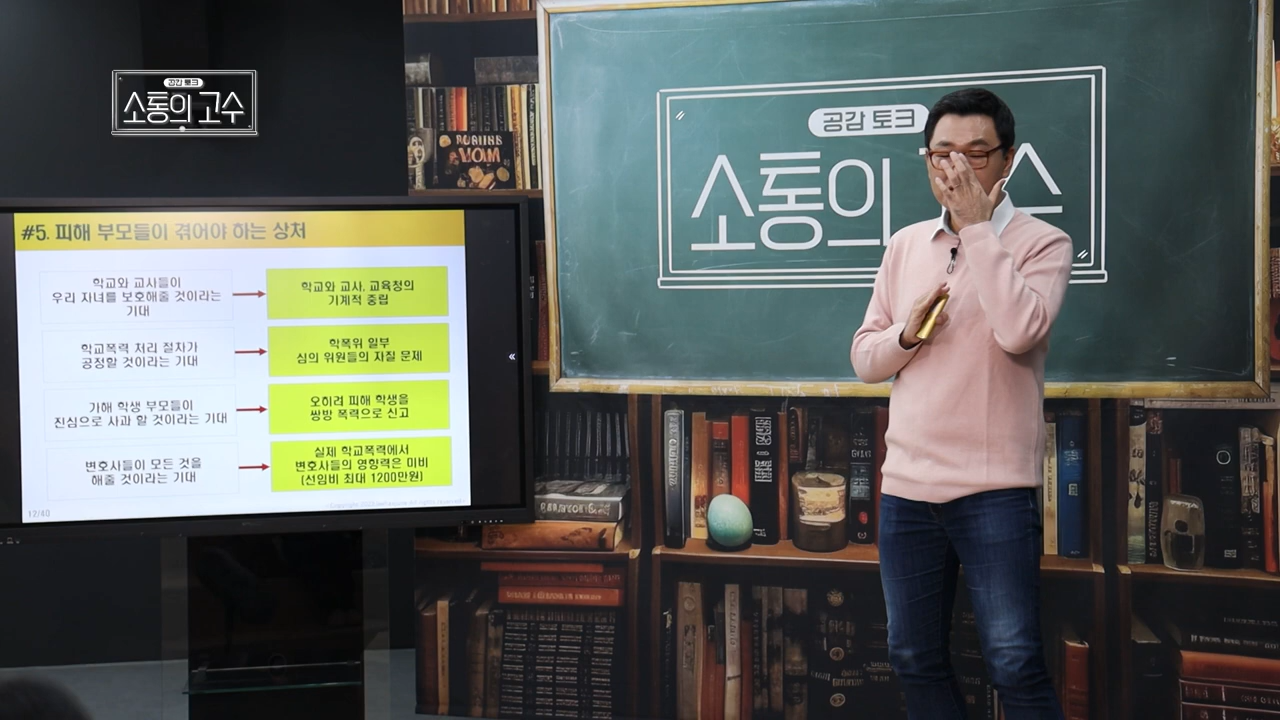 공감 토크
소통의 고수
공감 토크
소통의
#5. 피해 부모들이 겪어야 하는 상처
학교와 교사들이
우리 자녀를 보호해줄 것이라는
기대
학교와 교사, 교육청의
기계적 중립
학교폭력 처리 절차가
공정할 것이라는 기대
학폭위 일부
심의 위원들의 자질 문제
가해 학생 부모들이
진심으로 사과 할 것이라는 기대
오히려 피해 학생을
쌍방 폭력으로 신고
변호사들이 모든 것을
해줄 것이라는 기대
실제 학교폭력에서
변호사들의 영향력은 미비
(선임비 최대 1200만원)
12/40